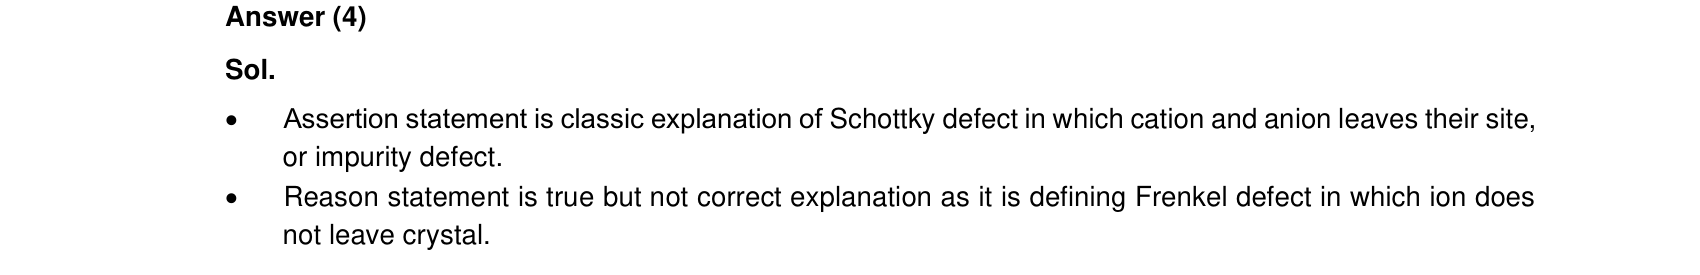 Answer (4)
Sol.
• Assertion statement is classic explanation of Schottky defect in which cation and anion leaves their site,
or impurity defect.
• Reason statement is true but not correct explanation as it is defining Frenkel defect in which ion does
not leave crystal.